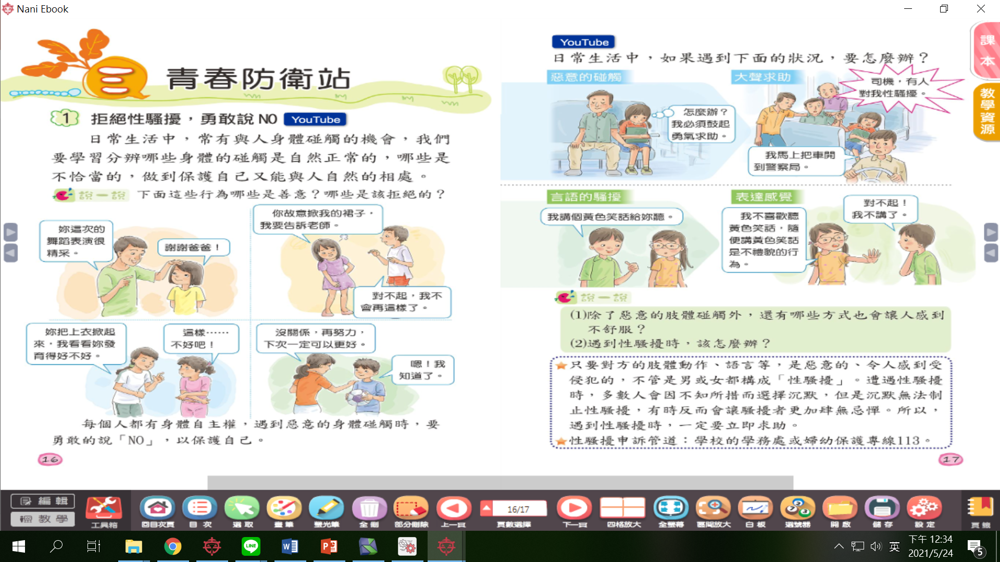 Nani Ebook
參 青春防衛站
1 拒絕性騷擾，勇敢說 NO YouTube
日常生活中，常有與人身體碰觸的機會，我們
要學習分辨哪些身體的碰觸是自然正常的，哪些是
不恰當的，做到保護自己又能與人自然的相處。
說一說 下面這些行為哪些是善意？哪些是該拒絕的？
妳這次的
舞蹈表演很
精采。
謝謝爸爸！
你故意掀我的裙子，
我要告訴老師。
對不起，我不
會再這樣了。
妳把上衣掀起
來，我看看妳發
育得好不好。
這樣……
不好吧！
沒關係，再努力，
下次一定可以更好。
嗯！我
知道了。
每個人都有身體自主權，遇到惡意的身體碰觸時，要
勇敢的說「NO」，以保護自己。
16
YouTube
日常生活中，如果遇到下面的狀況，要怎麼辦？
惡意的碰觸
怎麼辦？
我必須鼓起
勇氣求助。
大聲求助
司機，有人
對我性騷擾。
我馬上把車開
到警察局。
言語的騷擾
我講個黃色笑話給妳聽。
表達感覺
我不喜歡聽
黃色笑話，隨
便講黃色笑話
是不禮貌的行
為。
對不起！
我不講了。
說一說
(1)除了惡意的肢體碰觸外，還有哪些方式也會讓人感到
不舒服？
(2)遇到性騷擾時，該怎麼辦？
只要對方的肢體動作、語言等，是惡意的、令人感到受
侵犯的，不管是男或女都構成「性騷擾」。遭遇性騷擾
時，多數人會因不知所措而選擇沉默，但是沉默無法制
止性騷擾，有時反而會讓騷擾者更加肆無忌憚。所以，
遇到性騷擾時，一定要立即求助。
性騷擾申訴管道：學校的學務處或婦幼保護專線113。
17
課本
教學資源
編輯
教學
工具箱
回目次頁
目次
選取
畫筆
螢光筆
全刪
部分刪除
上一頁
16/17
頁數選擇
下一頁
四格放大
全螢幕
區間放大
白板
選號器
開啟
儲存
設定
頁籤
LINE
英
下午 12:34
2021/5/24
5